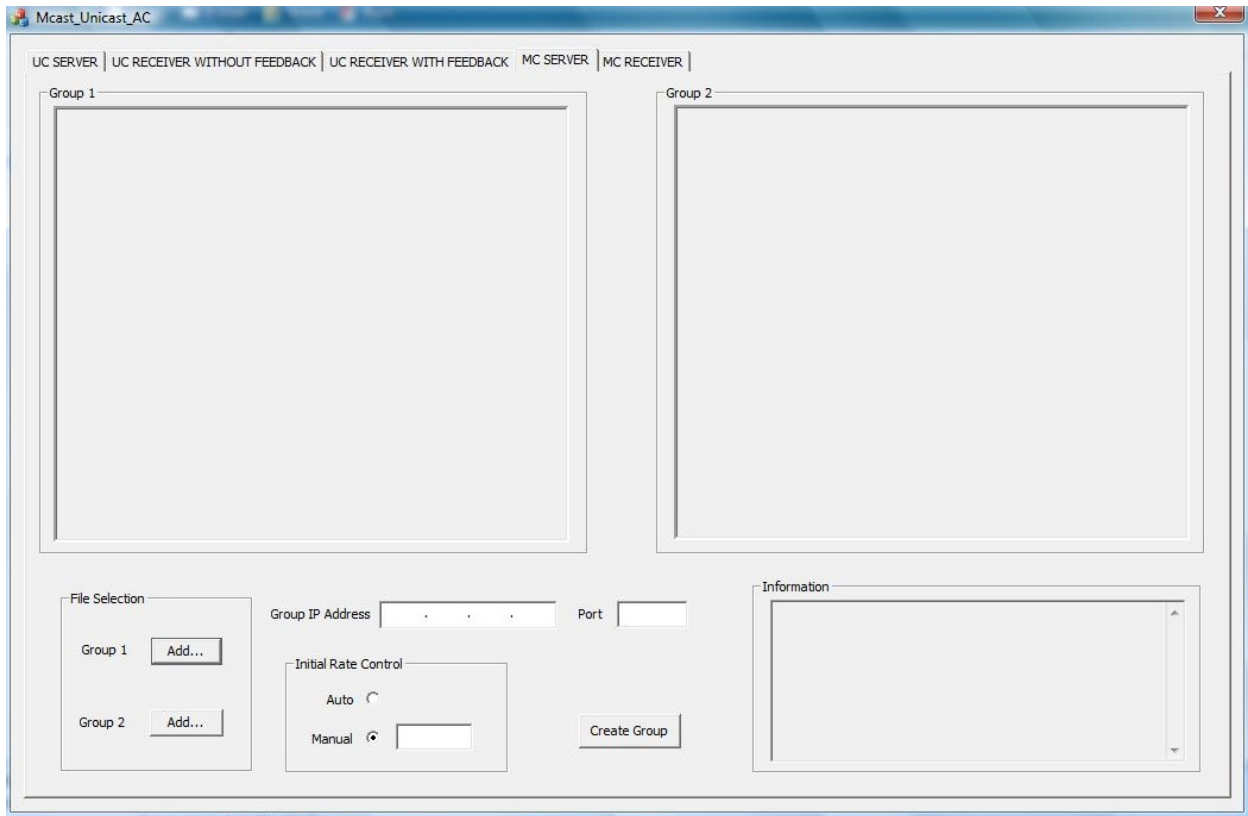 Mcast_Unicast_AC
UC SERVER UC RECEIVER WITHOUT FEEDBACK UC RECEIVER WITH FEEDBACK MC SERVER MC RECEIVER
Group 1 Group 2
File Selection
Group 1 Add...
Group 2 Add...
Group IP Address . . . Port
Initial Rate Control
Auto
Manual
Create Group
Information